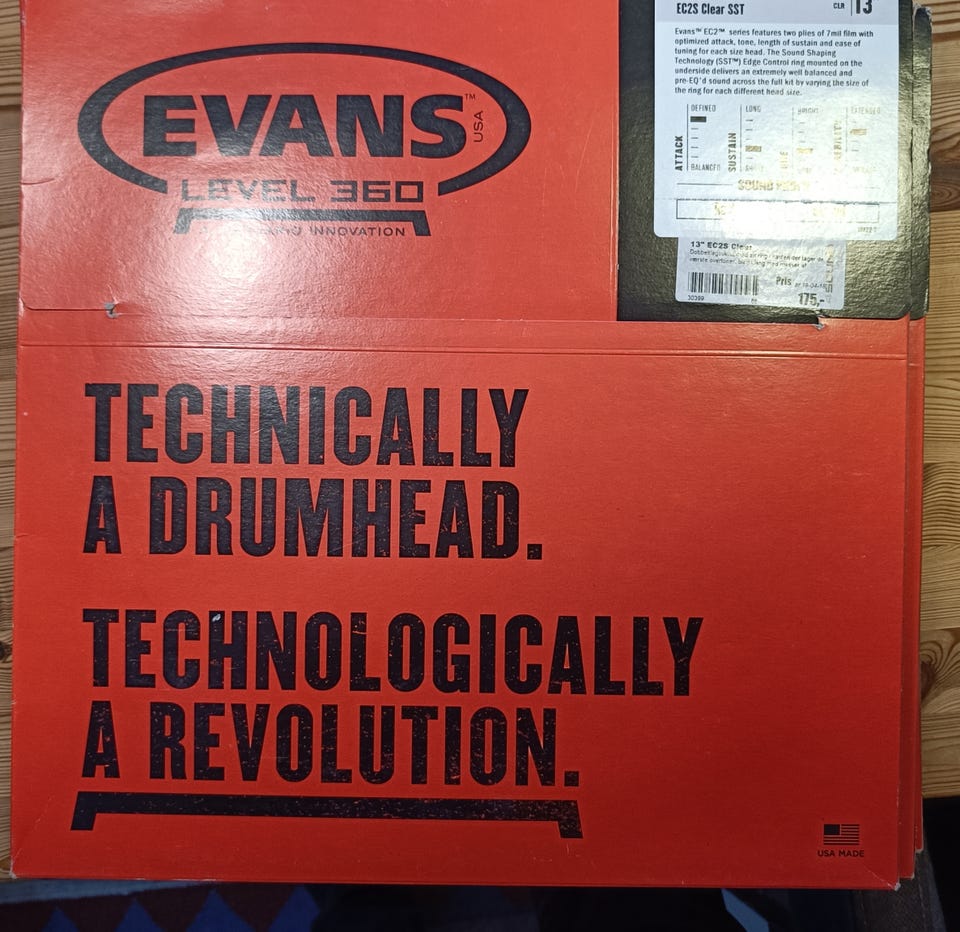 EVANS™
USA
LEVEL 360
INNOVATION
EC2S Clear SST
CLR
13
Evans™ EC2™ series features two plies of 7mil film with
optimized attack, tone, length of sustain and ease of
tuning for each size head. The Sound Shaping
Technology (SST™) Edge Control ring mounted on the
underside delivers an extremely well balanced and
pre-EQ'd sound across the full kit by varying the size of
the ring for each different head size.
DEFINED LONG BRIGHT EXTENDED
ATTACK SUSTAIN
BALANCED
13" EC2S Clear
Pris
175,-
30399
TECHNICALLY
A DRUMHEAD.
TECHNOLOGICALLY
A REVOLUTION.
USA MADE